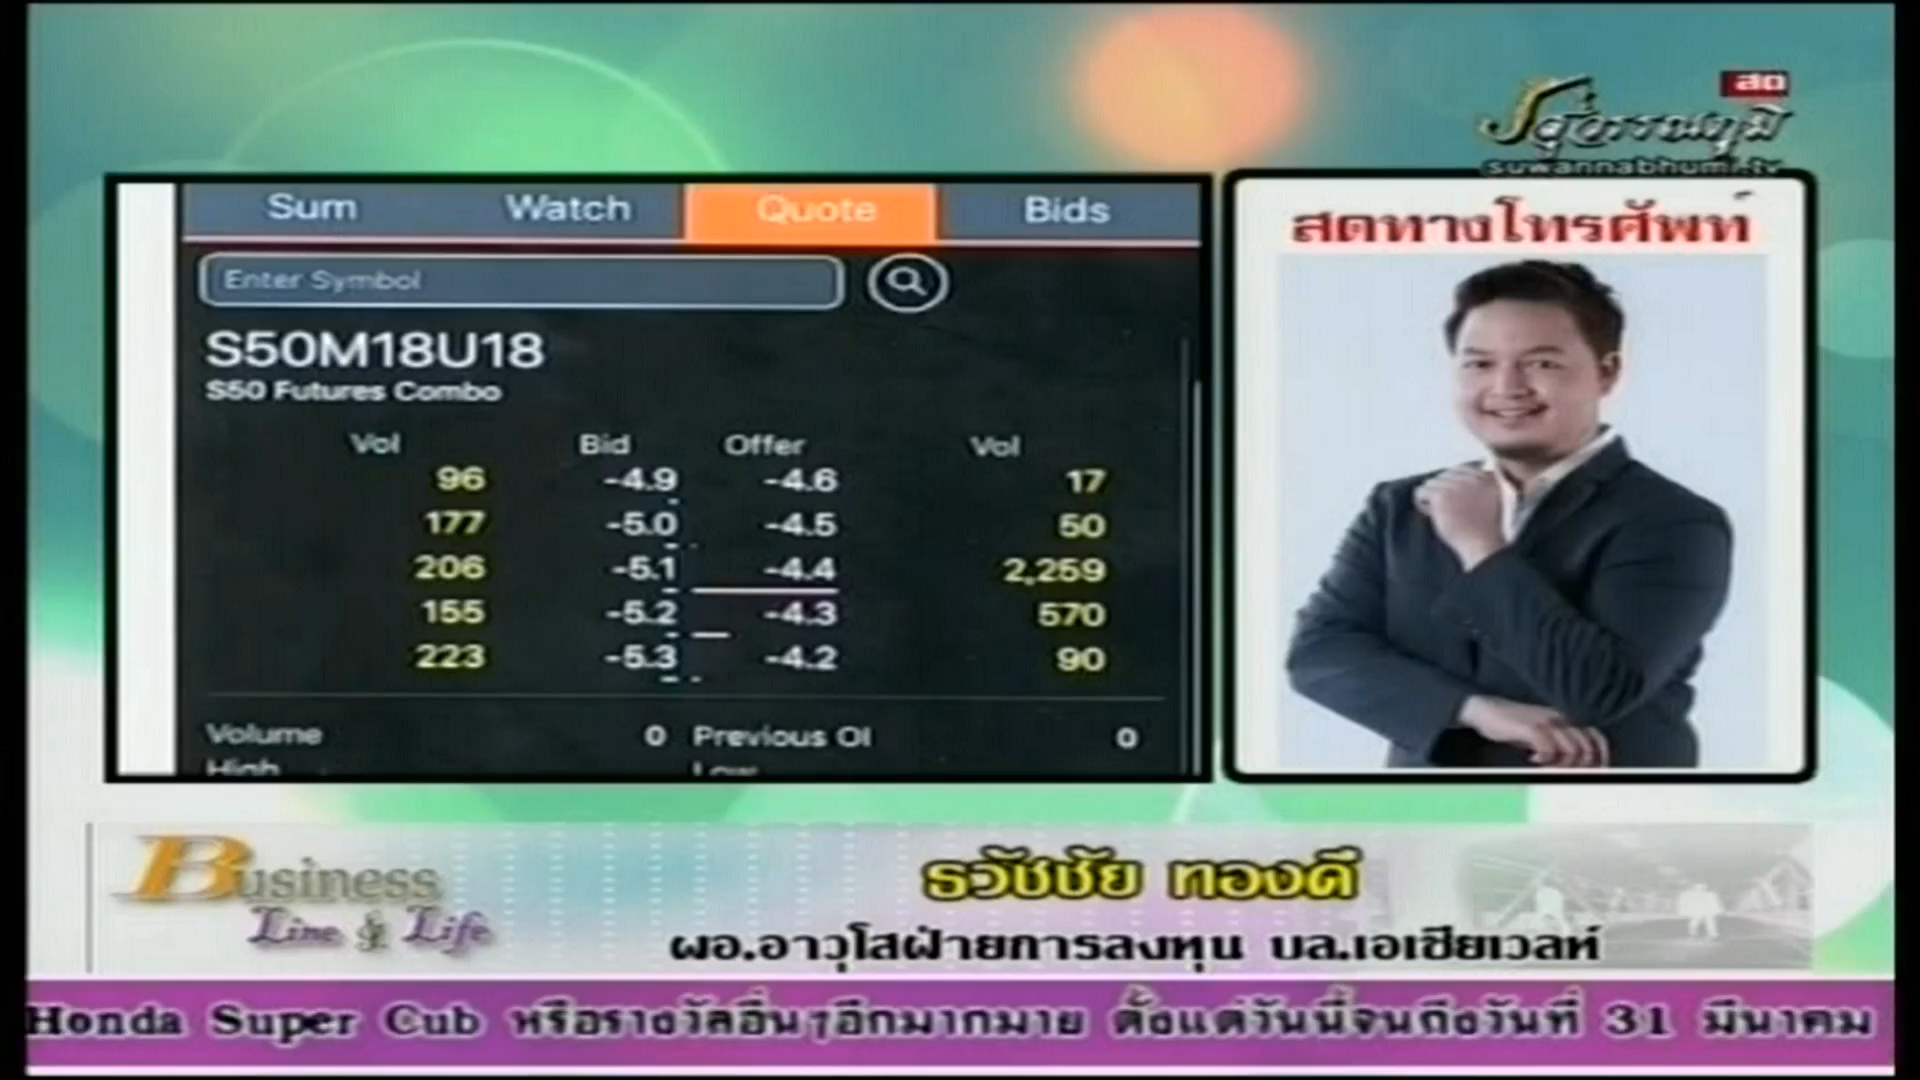 สด
สุวรรณภูมิ
suwannabhumi.tv
Sum Watch Quote Bids
Enter Symbol
S50M18U18
S50 Futures Combo
Vol Bid Offer Vol
96 -4.9 -4.6 17
177 -5.0 -4.5 50
206 -5.1 -4.4 2,259
155 -5.2 -4.3 570
223 -5.3 -4.2 90
Volume 0 Previous OI 0
High Low
สดทางโทรศัพท์
Business
Line & Life
ธวัชชัย ทองดี
ผอ.อาวุโสฝ่ายการลงทุน บล.เอเชียเวลท์
Honda Super Cub หรือรางวัลอื่นๆอีกมากมาย ตั้งแต่วันนี้จนถึงวันที่ 31 มีนาคม